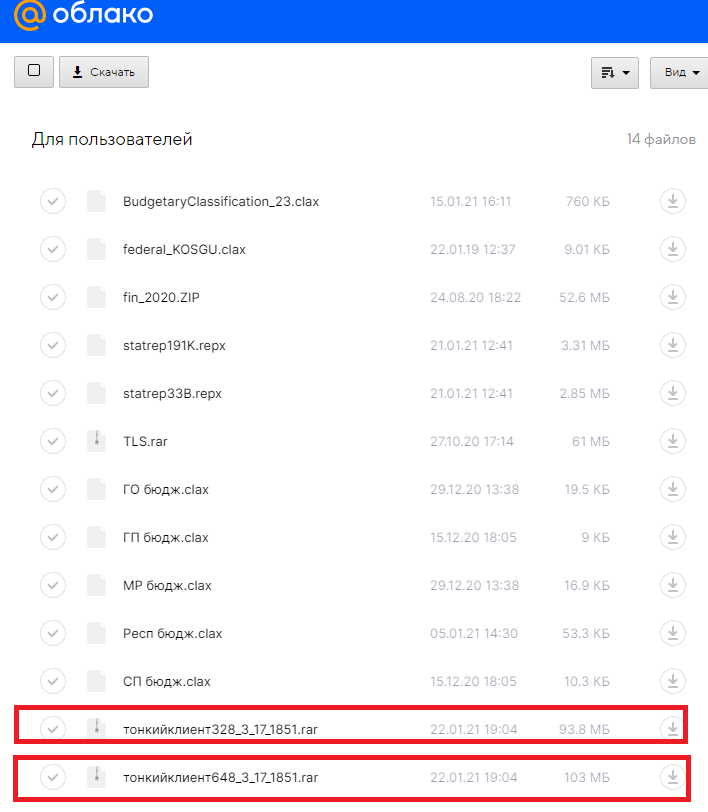 @ облако
Скачать
Вид
Для пользователей 14 файлов
BudgetaryClassification_23.clax 15.01.21 16:11 760 КБ
federal_KOSGU.clax 22.01.19 12:37 9.01 КБ
fin_2020.ZIP 24.08.20 18:22 52.6 МБ
statrep191K.repx 21.01.21 12:41 3.31 МБ
statrep33B.repx 21.01.21 12:41 2.85 МБ
TLS.rar 27.10.20 17:14 61 МБ
ГО бюдж.clax 29.12.20 13:38 19.5 КБ
ГП бюдж.clax 15.12.20 18:05 9 КБ
МР бюдж.clax 29.12.20 13:38 16.9 КБ
Респ бюдж.clax 05.01.21 14:30 53.3 КБ
СП бюдж.clax 15.12.20 18:05 10.3 КБ
тонкийклиент328_3_17_1851.rar 22.01.21 19:04 93.8 МБ
тонкийклиент648_3_17_1851.rar 22.01.21 19:04 103 МБ